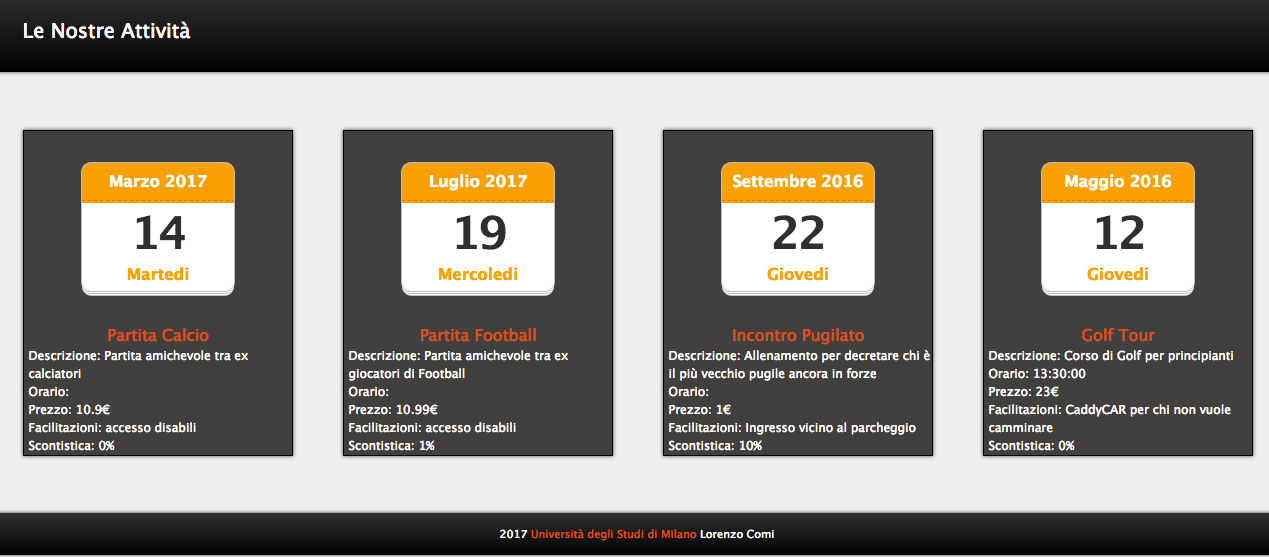 Le Nostre Attività
Marzo 2017
14
Martedi
Partita Calcio
Descrizione: Partita amichevole tra ex
calciatori
Orario:
Prezzo: 10.9€
Facilitazioni: accesso disabili
Scontistica: 0%
Luglio 2017
19
Mercoledi
Partita Football
Descrizione: Partita amichevole tra ex
giocatori di Football
Orario:
Prezzo: 10.99€
Facilitazioni: accesso disabili
Scontistica: 1%
Settembre 2016
22
Giovedi
Incontro Pugilato
Descrizione: Allenamento per decretare chi è
il più vecchio pugile ancora in forze
Orario:
Prezzo: 1€
Facilitazioni: Ingresso vicino al parcheggio
Scontistica: 10%
Maggio 2016
12
Giovedi
Golf Tour
Descrizione: Corso di Golf per principianti
Orario: 13:30:00
Prezzo: 23€
Facilitazioni: CaddyCAR per chi non vuole
camminare
Scontistica: 0%
2017 Università degli Studi di Milano Lorenzo Comi